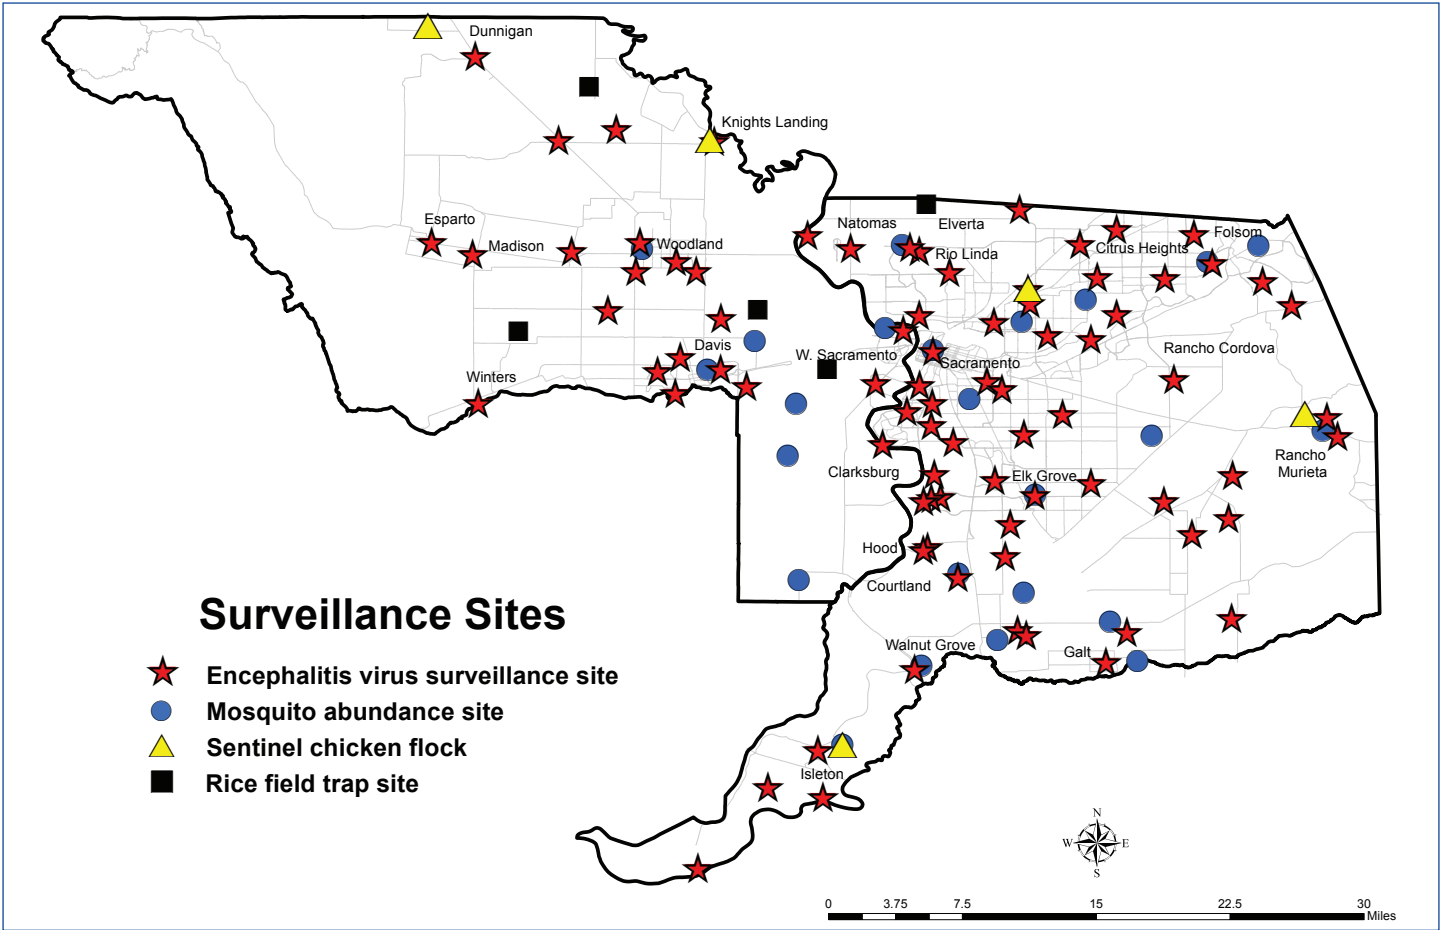 Dunnigan
Knights Landing
Esparto
Madison
Woodland
Natomas
Elverta
Rio Linda
Citrus Heights
Folsom
Davis
W. Sacramento
Sacramento
Rancho Cordova
Winters
Clarksburg
Elk Grove
Rancho
Murieta
Hood
Courtland
Walnut Grove
Galt
Isleton
Surveillance Sites
Encephalitis virus surveillance site
Mosquito abundance site
Sentinel chicken flock
Rice field trap site
N
W E
S
0 3.75 7.5 15 22.5 30
Miles